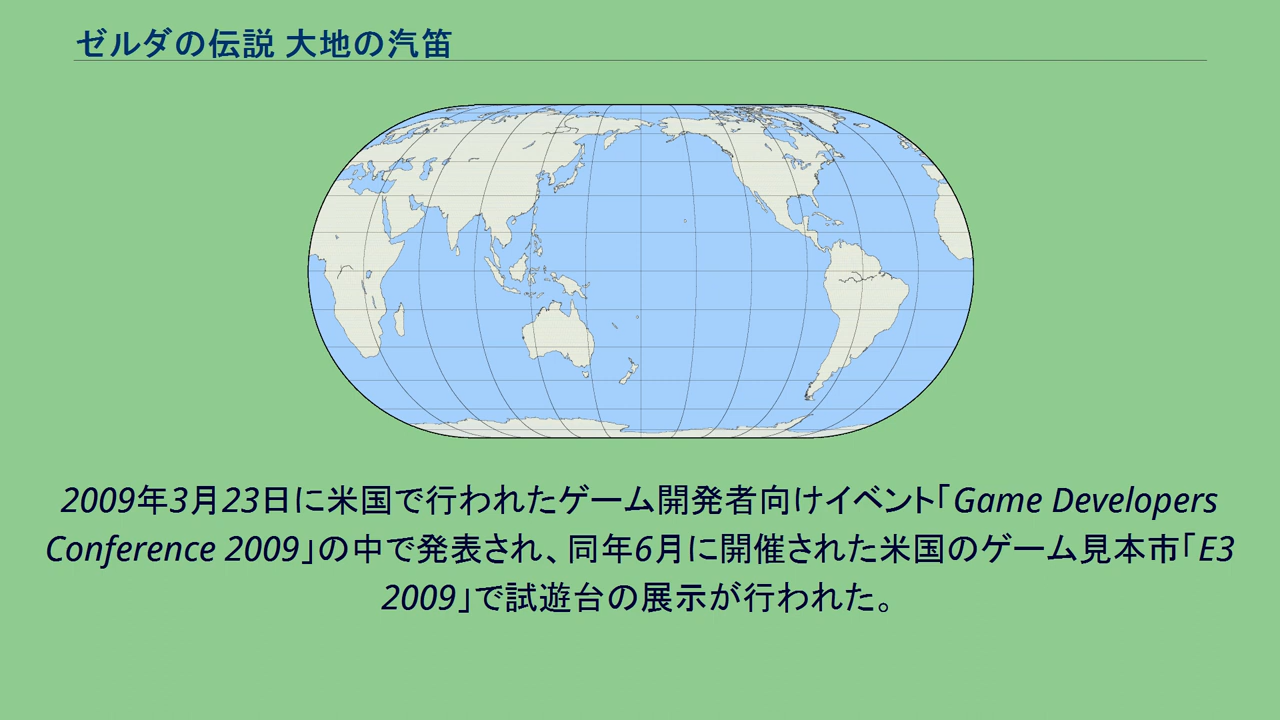 ゼルダの伝説 大地の汽笛
2009年3月23日に米国で行われたゲーム開発者向けイベント「Game Developers
Conference 2009」の中で発表され、同年6月に開催された米国のゲーム見本市「E3
2009」で試遊台の展示が行われた。